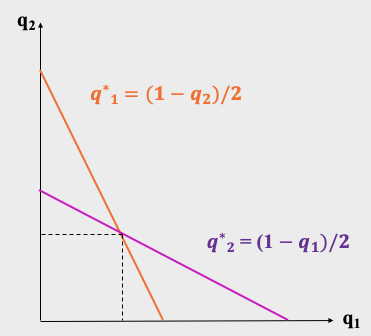 q₂
q*₁ = (1 − q₂)/2
q*₂ = (1 − q₁)/2
q₁